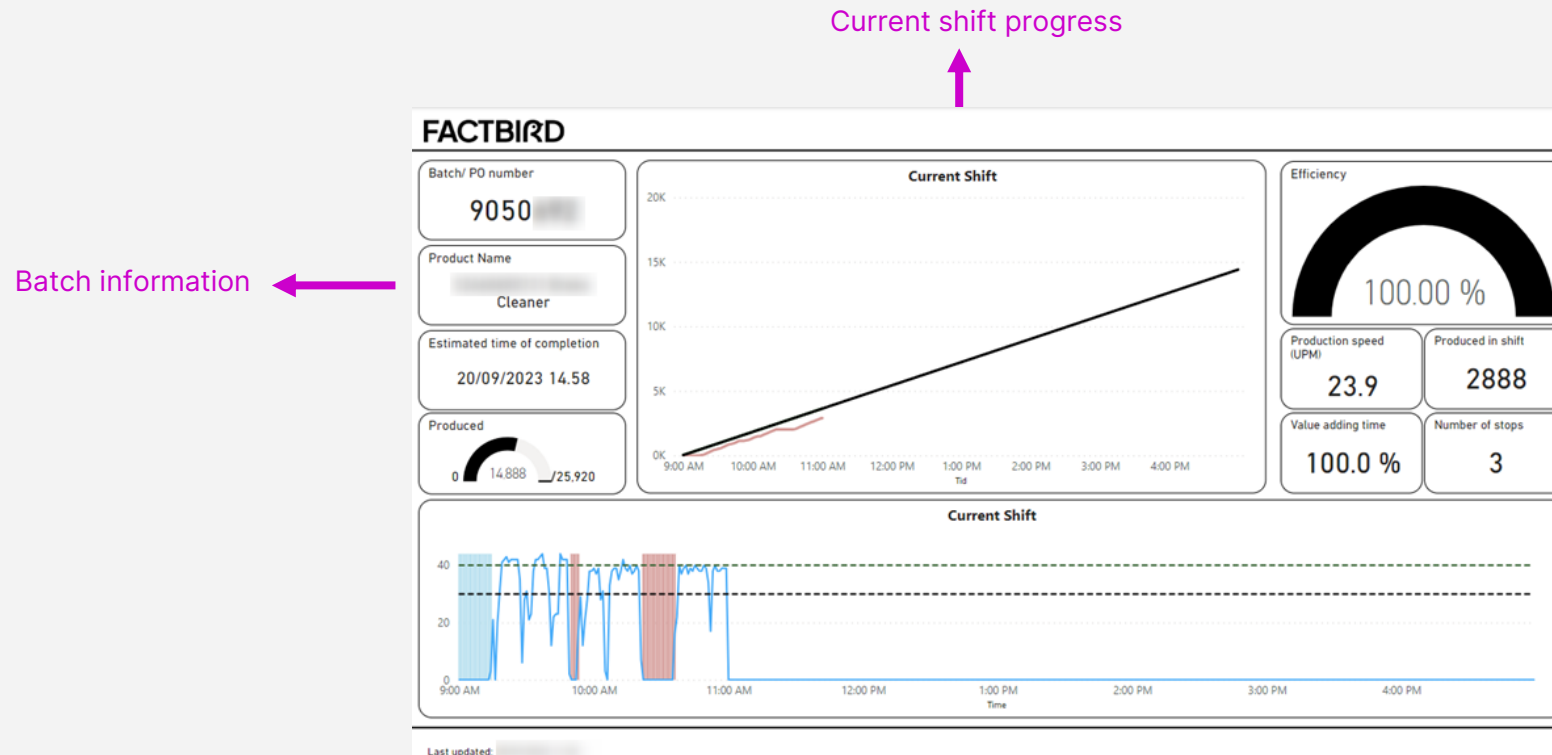 Current shift progress
FACTBIRD
Batch/ PO number
9050
Product Name
Cleaner
Estimated time of completion
20/09/2023 14.58
Produced
0 14,888 /25,920
Batch information
Current Shift
20K
15K
10K
5K
0K
9:00 AM 10:00 AM 11:00 AM 12:00 PM 1:00 PM 2:00 PM 3:00 PM 4:00 PM
Tid
Efficiency
100.00 %
Production speed
(UPM)
23.9
Produced in shift
2888
Value adding time
100.0 %
Number of stops
3
Current Shift
40
20
0
9:00 AM 10:00 AM 11:00 AM 12:00 PM 1:00 PM 2:00 PM 3:00 PM 4:00 PM
Time
Last updated: